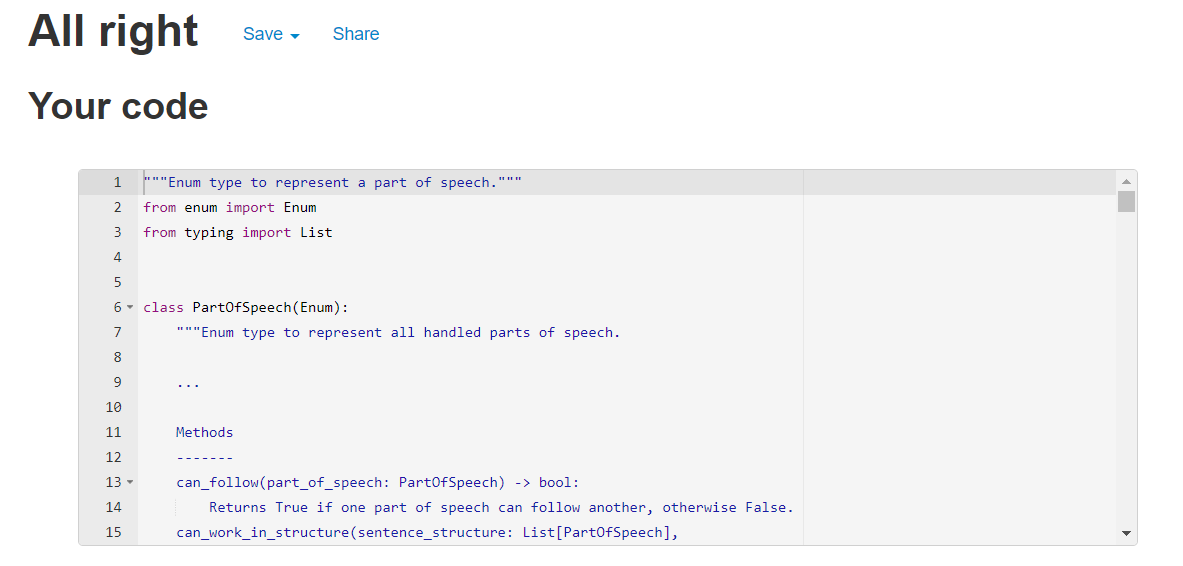 All right Save Share
Your code
1 """Enum type to represent a part of speech."""
2 from enum import Enum
3 from typing import List
4
5
6 class PartOfSpeech(Enum):
7     """Enum type to represent all handled parts of speech.
8
9     ...
10
11     Methods
12     -------
13     can_follow(part_of_speech: PartOfSpeech) -> bool:
14         Returns True if one part of speech can follow another, otherwise False.
15     can_work_in_structure(sentence_structure: List[PartOfSpeech],